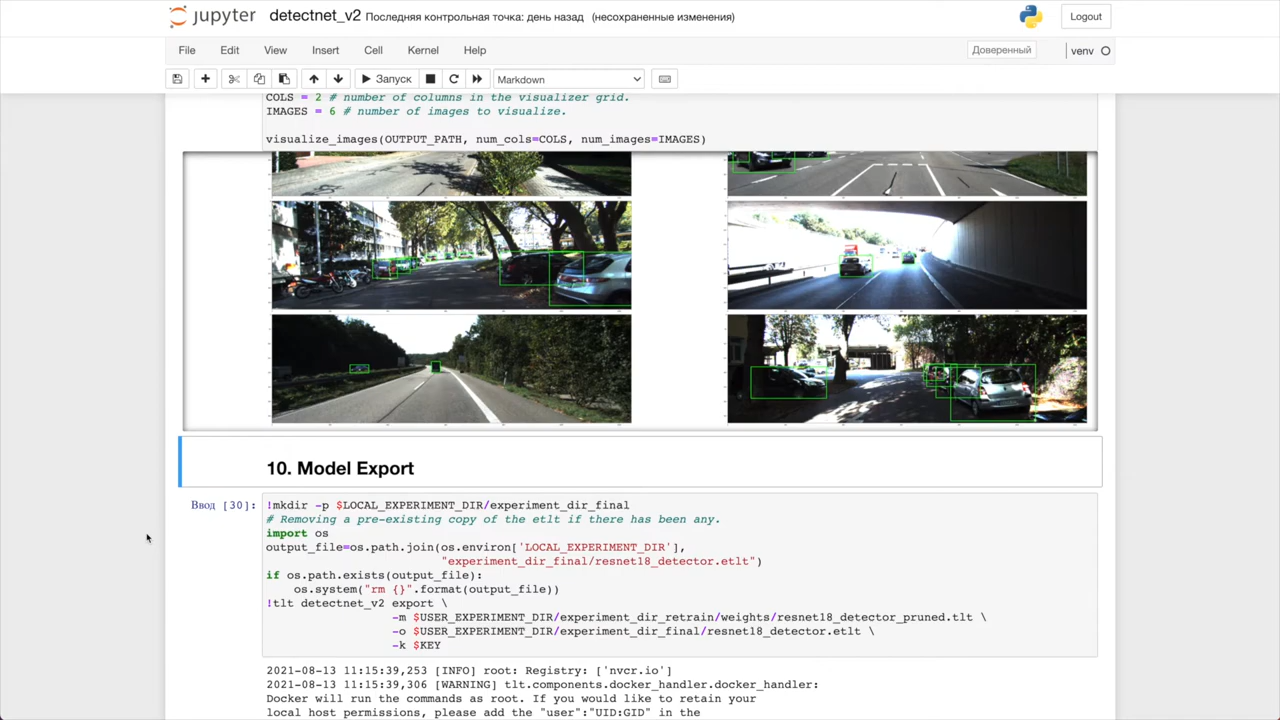 jupyter detectnet_v2 Последняя контрольная точка: день назад (несохраненные изменения) Logout
File Edit View Insert Cell Kernel Help Доверенный venv
Запуск Markdown
COLS = 2 # number of columns in the visualizer grid.
IMAGES = 6 # number of images to visualize.
visualize_images(OUTPUT_PATH, num_cols=COLS, num_images=IMAGES)
10. Model Export
Ввод [30]: !mkdir -p $LOCAL_EXPERIMENT_DIR/experiment_dir_final
# Removing a pre-existing copy of the etlt if there has been any.
import os
output_file=os.path.join(os.environ['LOCAL_EXPERIMENT_DIR'],
"experiment_dir_final/resnet18_detector.etlt")
if os.path.exists(output_file):
os.system("rm {}".format(output_file))
!tlt detectnet_v2 export \
-m $USER_EXPERIMENT_DIR/experiment_dir_retrain/weights/resnet18_detector_pruned.tlt \
-o $USER_EXPERIMENT_DIR/experiment_dir_final/resnet18_detector.etlt \
-k $KEY
2021-08-13 11:15:39,253 [INFO] root: Registry: ['nvcr.io']
2021-08-13 11:15:39,306 [WARNING] tlt.components.docker_handler.docker_handler:
Docker will run the commands as root. If you would like to retain your
local host permissions, please add the "user":"UID:GID" in the